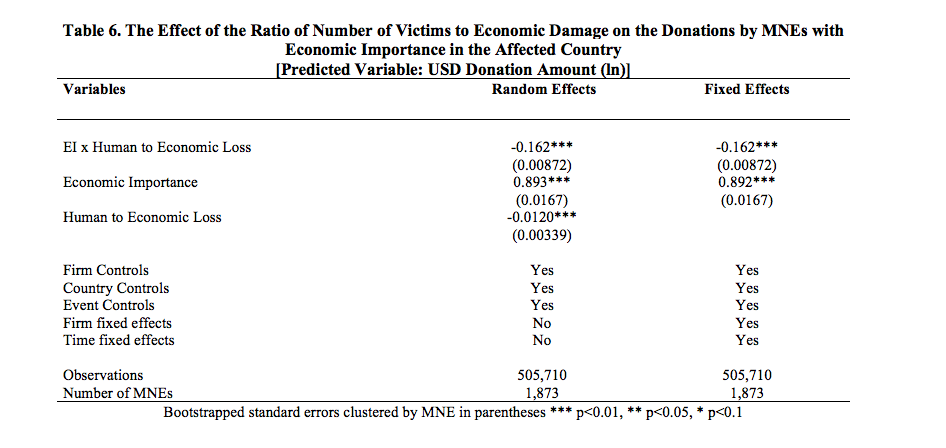 Table 6. The Effect of the Ratio of Number of Victims to Economic Damage on the Donations by MNEs with
Economic Importance in the Affected Country
[Predicted Variable: USD Donation Amount (ln)]
Variables Random Effects Fixed Effects
EI x Human to Economic Loss -0.162*** -0.162***
(0.00872) (0.00872)
Economic Importance 0.893*** 0.892***
(0.0167) (0.0167)
Human to Economic Loss -0.0120***
(0.00339)
Firm Controls Yes Yes
Country Controls Yes Yes
Event Controls Yes Yes
Firm fixed effects No Yes
Time fixed effects No Yes
Observations 505,710 505,710
Number of MNEs 1,873 1,873
Bootstrapped standard errors clustered by MNE in parentheses *** p<0.01, ** p<0.05, * p<0.1